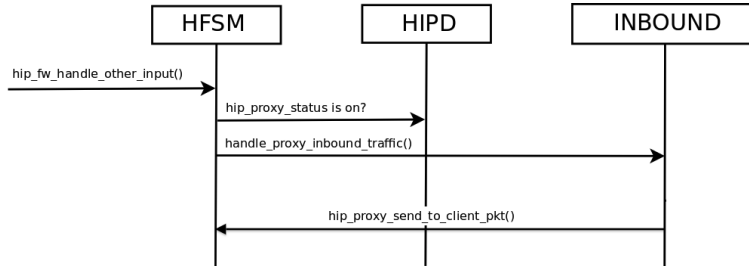 HFSM
HIPD
INBOUND
hip_fw_handle_other_input()
hip_proxy_status is on?
handle_proxy_inbound_traffic()
hip_proxy_send_to_client_pkt()